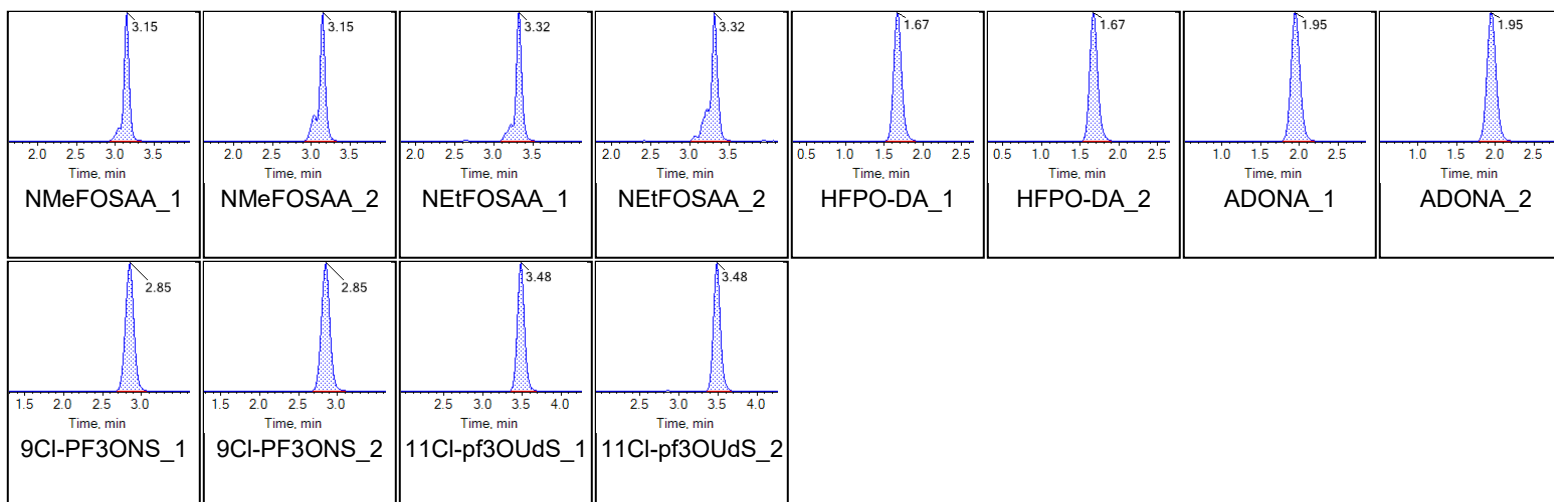 3.15 3.15 3.32 3.32 1.67 1.67 1.95 1.95
2.0 2.5 3.0 3.5 2.0 2.5 3.0 3.5 2.0 2.5 3.0 3.5 2.0 2.5 3.0 3.5 0.5 1.0 1.5 2.0 2.5 0.5 1.0 1.5 2.0 2.5 1.0 1.5 2.0 2.5 1.0 1.5 2.0 2.5
Time, min Time, min Time, min Time, min Time, min Time, min Time, min Time, min
NMeFOSAA_1 NMeFOSAA_2 NEtFOSAA_1 NEtFOSAA_2 HFPO-DA_1 HFPO-DA_2 ADONA_1 ADONA_2
2.85 2.85 3.48 3.48
1.5 2.0 2.5 3.0 1.5 2.0 2.5 3.0 2.5 3.0 3.5 4.0 2.5 3.0 3.5 4.0
Time, min Time, min Time, min Time, min
9Cl-PF3ONS_1 9Cl-PF3ONS_2 11Cl-pf3OUdS_1 11Cl-pf3OUdS_2